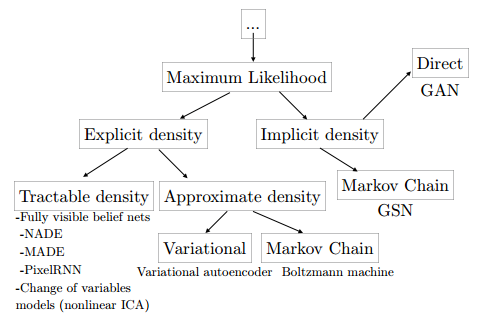 ...
Maximum Likelihood
Direct
GAN
Explicit density
Implicit density
Tractable density
-Fully visible belief nets
-NADE
-MADE
-PixelRNN
-Change of variables
models (nonlinear ICA)
Approximate density
Variational
Variational autoencoder
Markov Chain
Boltzmann machine
Markov Chain
GSN